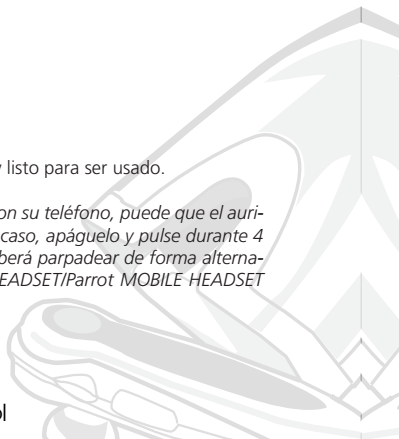 listo para ser usado.
on su teléfono, puede que el auri-
caso, apáguelo y pulse durante 4
berá parpadear de forma alterna-
EADSET/Parrot MOBILE HEADSET
ol